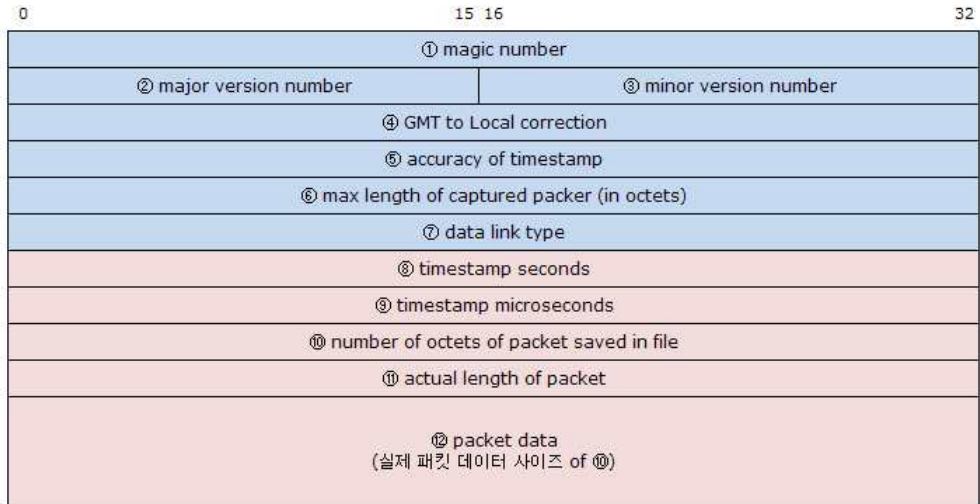 0 15 16 32
① magic number
② major version number ③ minor version number
④ GMT to Local correction
⑤ accuracy of timestamp
⑥ max length of captured packer (in octets)
⑦ data link type
⑧ timestamp seconds
⑨ timestamp microseconds
⑩ number of octets of packet saved in file
⑪ actual length of packet
⑫ packet data
(실제 패킷 데이터 사이즈 of ⑩)